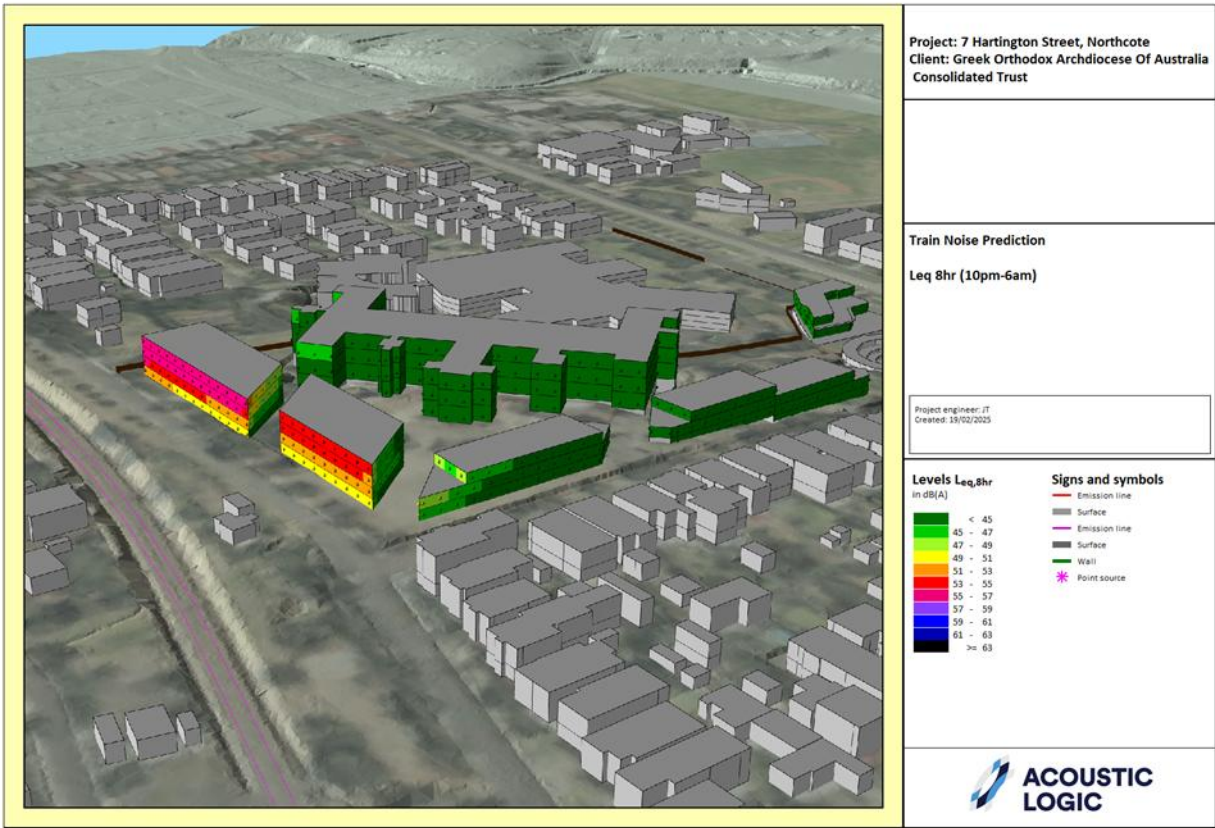 Project: 7 Hartington Street, Northcote
Client: Greek Orthodox Archdiocese Of Australia
Consolidated Trust
Train Noise Prediction
Leq 8hr (10pm-6am)
Project engineer: JT
Created: 19/02/2025
Levels Leq,8hr
in dB(A)
< 45
45 - 47
47 - 49
49 - 51
51 - 53
53 - 55
55 - 57
57 - 59
59 - 61
61 - 63
>= 63
Signs and symbols
Emission line
Surface
Emission line
Surface
Wall
Point source
ACOUSTIC
LOGIC